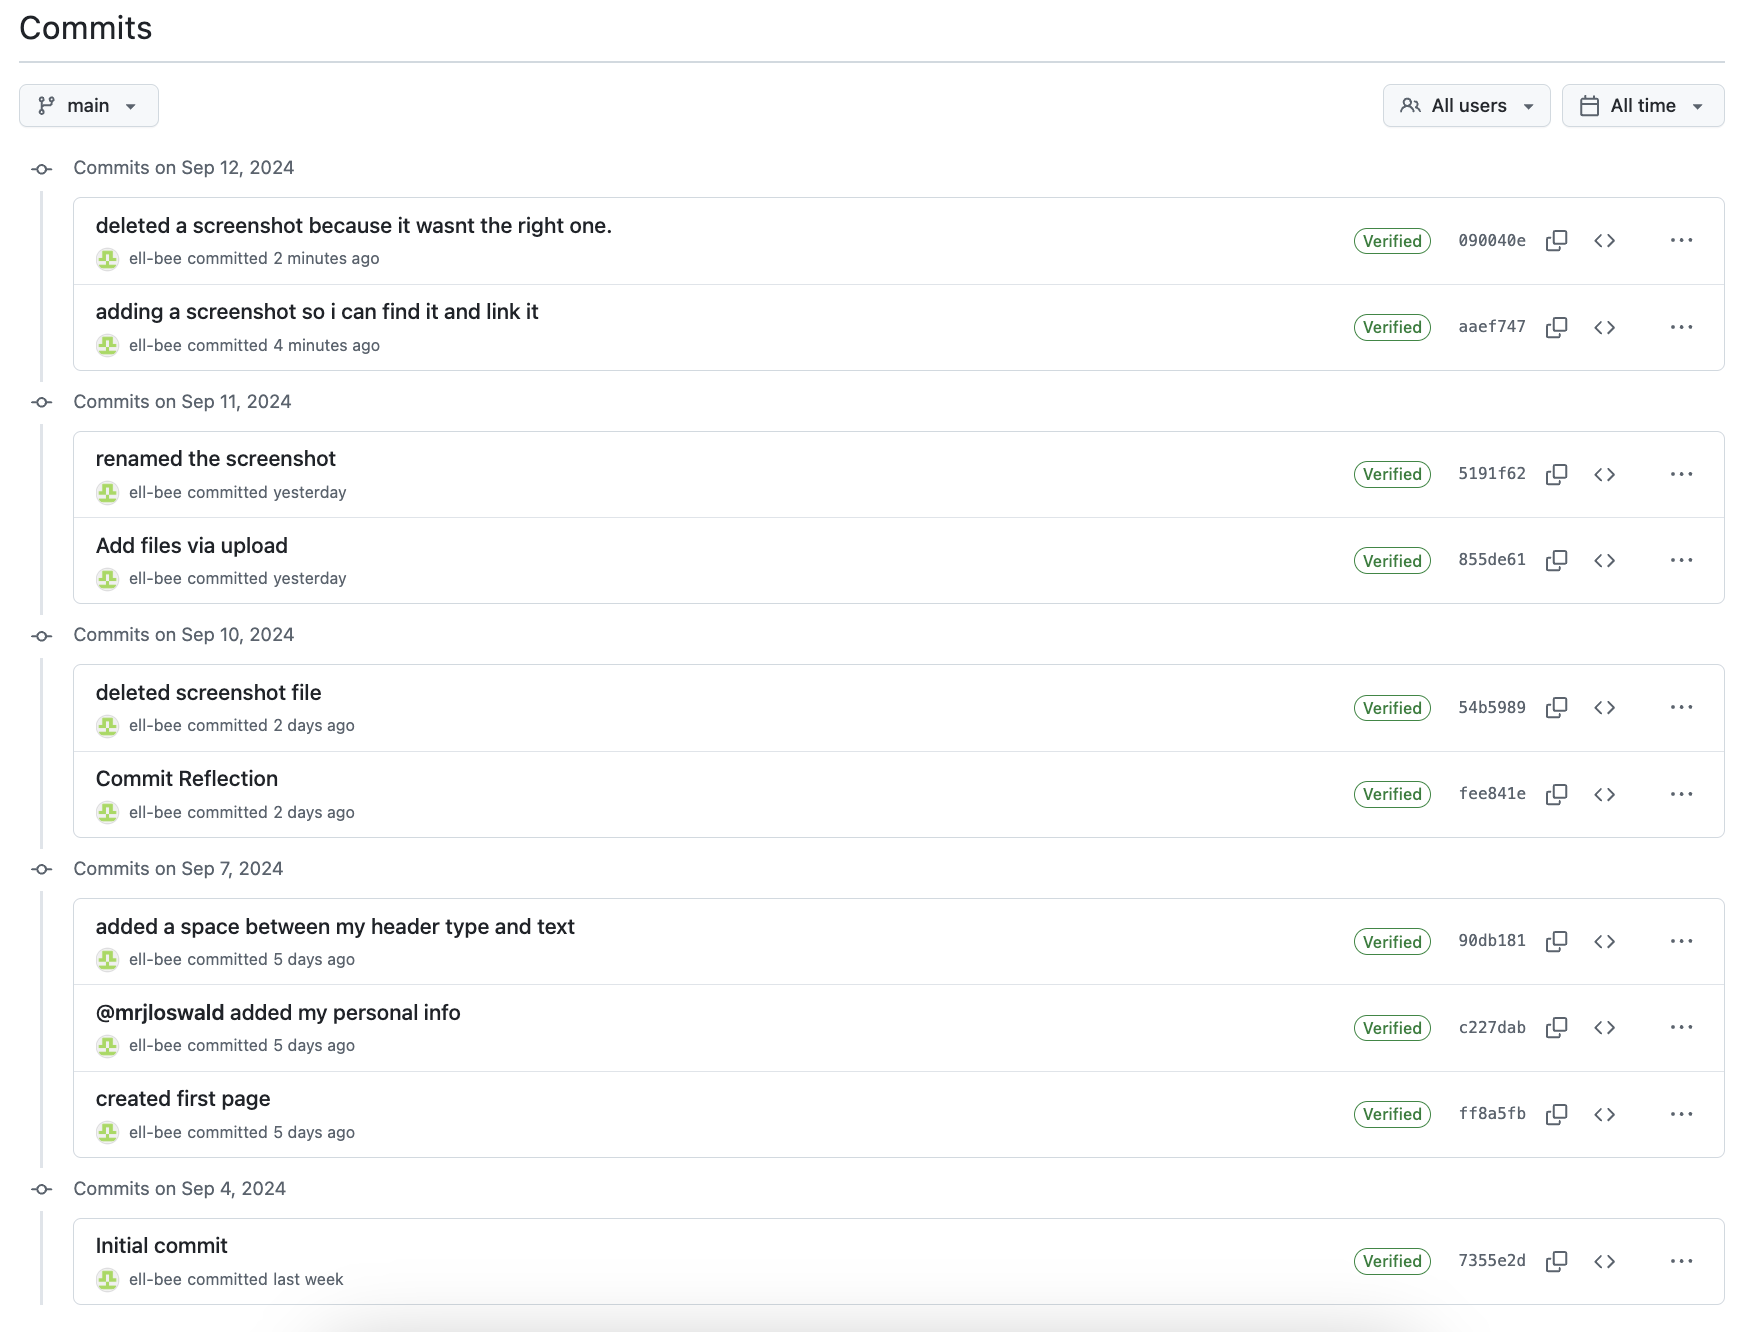 Commits
main
All users
All time
Commits on Sep 12, 2024
deleted a screenshot because it wasnt the right one.
Verified
090040e
ell-bee committed 2 minutes ago
adding a screenshot so i can find it and link it
Verified
aaef747
ell-bee committed 4 minutes ago
Commits on Sep 11, 2024
renamed the screenshot
Verified
5191f62
ell-bee committed yesterday
Add files via upload
Verified
855de61
ell-bee committed yesterday
Commits on Sep 10, 2024
deleted screenshot file
Verified
54b5989
ell-bee committed 2 days ago
Commit Reflection
Verified
fee841e
ell-bee committed 2 days ago
Commits on Sep 7, 2024
added a space between my header type and text
Verified
90db181
ell-bee committed 5 days ago
@mrjloswald added my personal info
Verified
c227dab
ell-bee committed 5 days ago
created first page
Verified
ff8a5fb
ell-bee committed 5 days ago
Commits on Sep 4, 2024
Initial commit
Verified
7355e2d
ell-bee committed last week